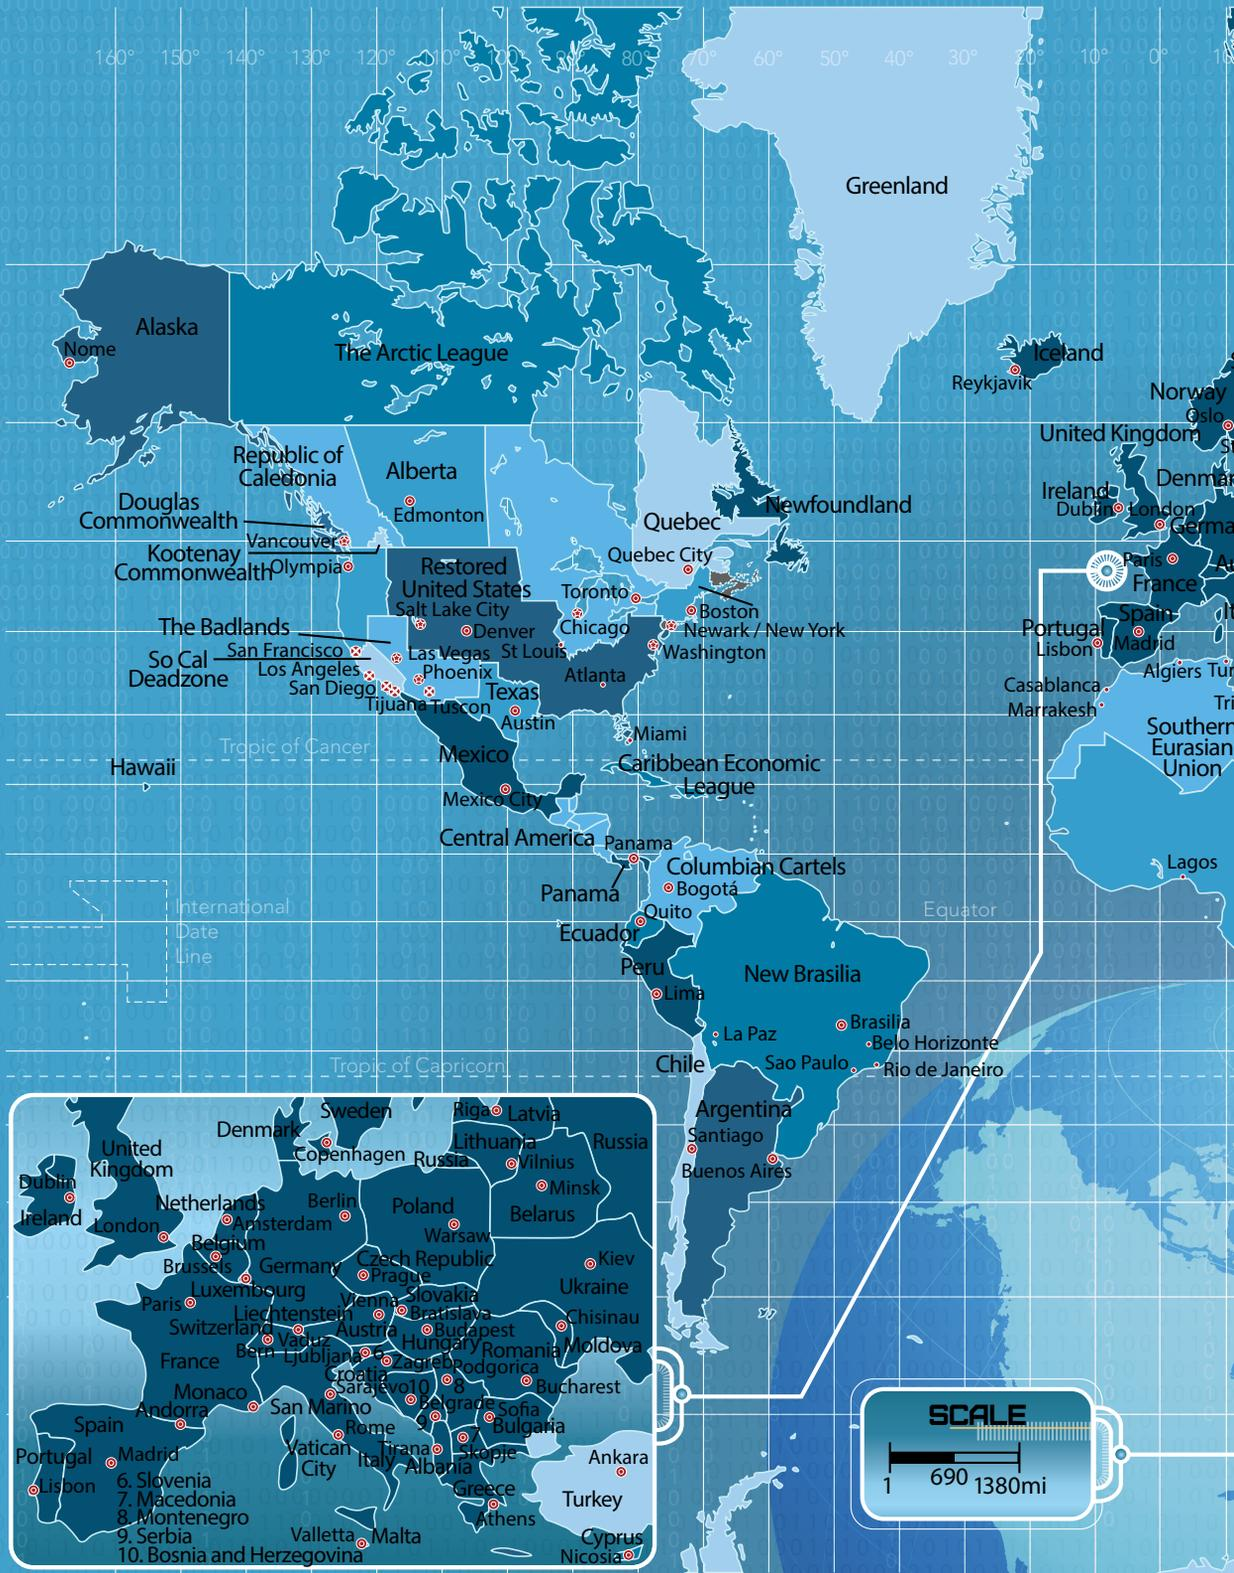 160°
150°
140°
130°
120°
110°
100°
80°
70°
60°
50°
40°
30°
20°
10°
0°
Greenland
Alaska
Nome
The Arctic League
Iceland
Reykjavik
Norway
Oslo
United Kingdom
Republic of
Caledonia
Alberta
Edmonton
Douglas
Commonwealth
Vancouver
Kootenay
Commonwealth
Olympia
Newfoundland
Quebec
Quebec City
Ireland
Dublin
London
Paris
France
Restored
United States
Salt Lake City
Denver
St Louis
Toronto
Chicago
Boston
Newark / New York
Washington
Atlanta
The Badlands
San Francisco
So Cal
Deadzone
Los Angeles
San Diego
Las Vegas
Phoenix
Tijuana
Tuscon
Texas
Austin
Spain
Portugal
Lisbon
Madrid
Algiers
Casablanca
Marrakesh
Southern
Eurasian
Union
Miami
Tropic of Cancer
Hawaii
Mexico
Mexico City
Caribbean Economic
League
Central America
Panama
Panama
Columbian Cartels
Bogotá
Quito
Ecuador
Lagos
International
Date
Line
Equator
Peru
Lima
New Brasilia
Brasilia
La Paz
Belo Horizonte
Sao Paulo
Rio de Janeiro
Chile
Tropic of Capricorn
Argentina
Santiago
Buenos Aires
Sweden
Riga
Latvia
Denmark
Copenhagen
Lithuania
Russia
Russia
Vilnius
United
Kingdom
Dublin
Ireland
London
Netherlands
Amsterdam
Berlin
Poland
Warsaw
Minsk
Belarus
Belgium
Brussels
Germany
Czech Republic
Prague
Kiev
Ukraine
Luxembourg
Paris
Liechtenstein
Vienna
Slovakia
Bratislava
Chisinau
Switzerland
Vaduz
Austria
Budapest
Hungary
Moldova
Bern
Ljubljana
6
Zagreb
Romania
Podgorica
France
Croatia
Sarajevo
10
8
Bucharest
Monaco
Andorra
San Marino
Belgrade
9
Sofia
Bulgaria
Spain
Rome
7
Vatican
City
Italy
Tirana
Albania
Skopje
Ankara
Portugal
Madrid
Lisbon
Greece
Athens
Turkey
6. Slovenia
7. Macedonia
8. Montenegro
9. Serbia
10. Bosnia and Herzegovina
Valletta
Malta
Cyprus
Nicosia
SCALE
1
690
1380mi